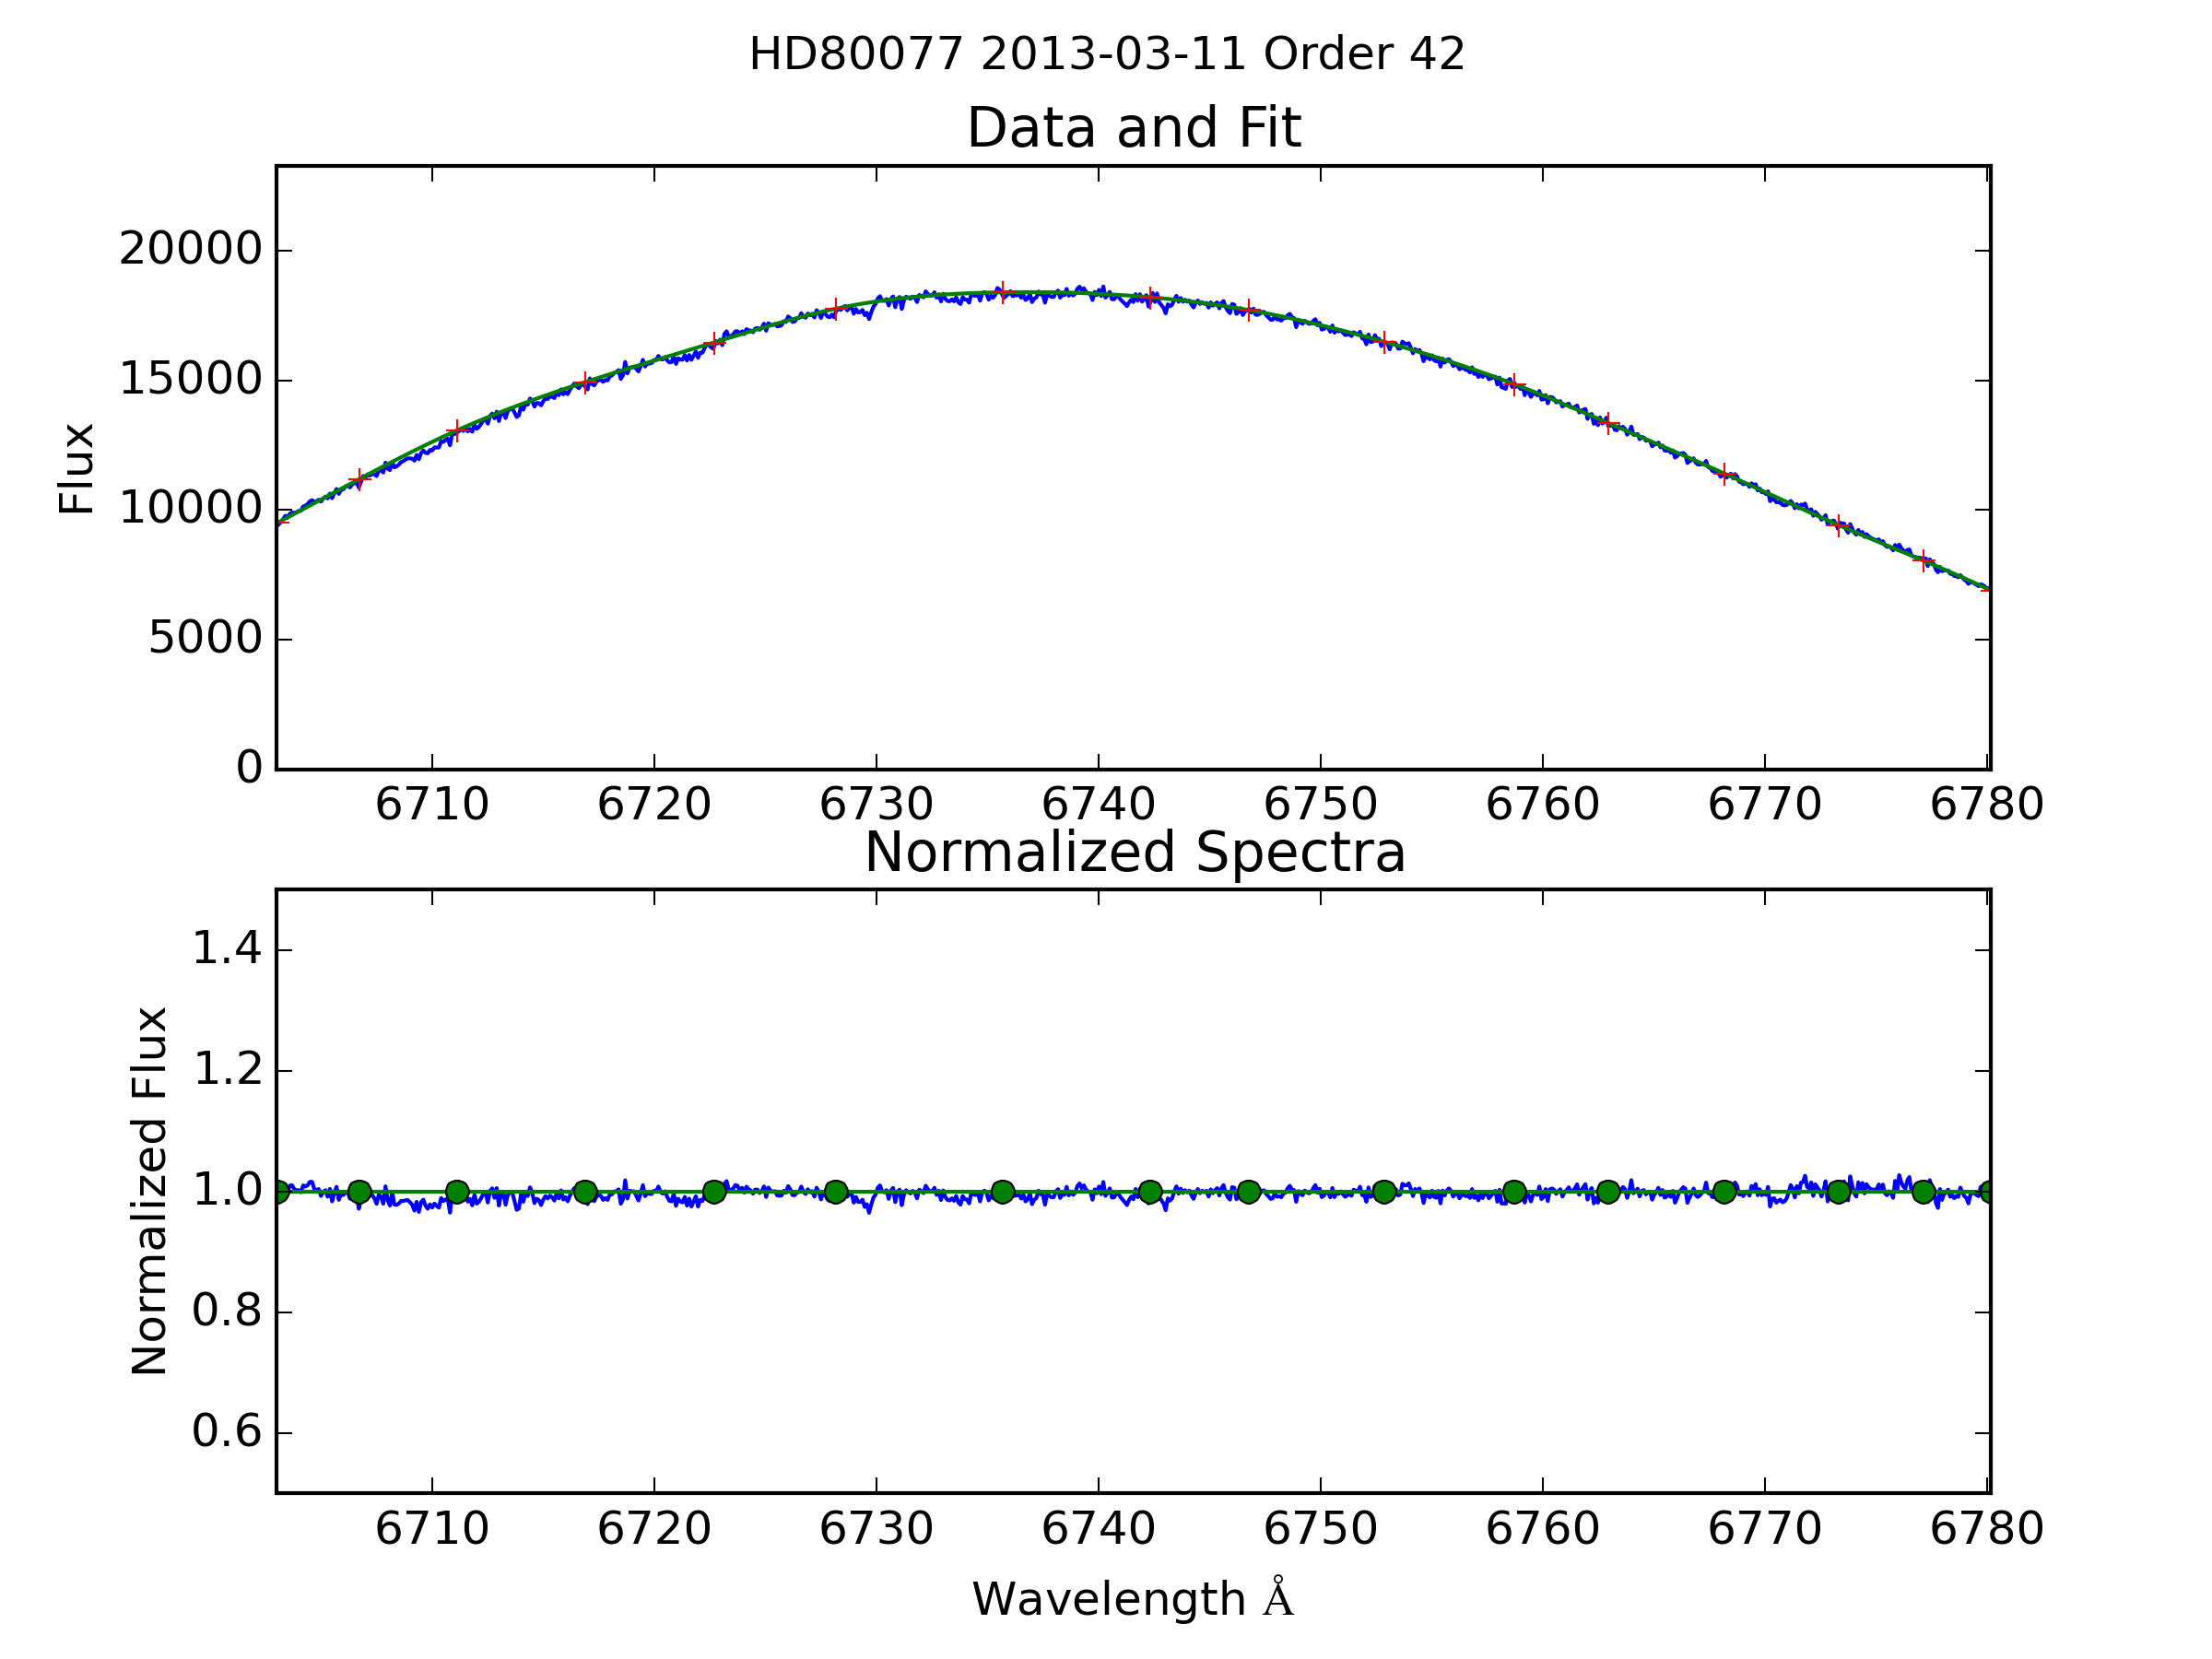 HD80077 2013-03-11 Order 42
Data and Fit
Flux
20000
15000
10000
5000
0
6710 6720 6730 6740 6750 6760 6770 6780
Normalized Spectra
Normalized Flux
1.4
1.2
1.0
0.8
0.6
6710 6720 6730 6740 6750 6760 6770 6780
Wavelength Å